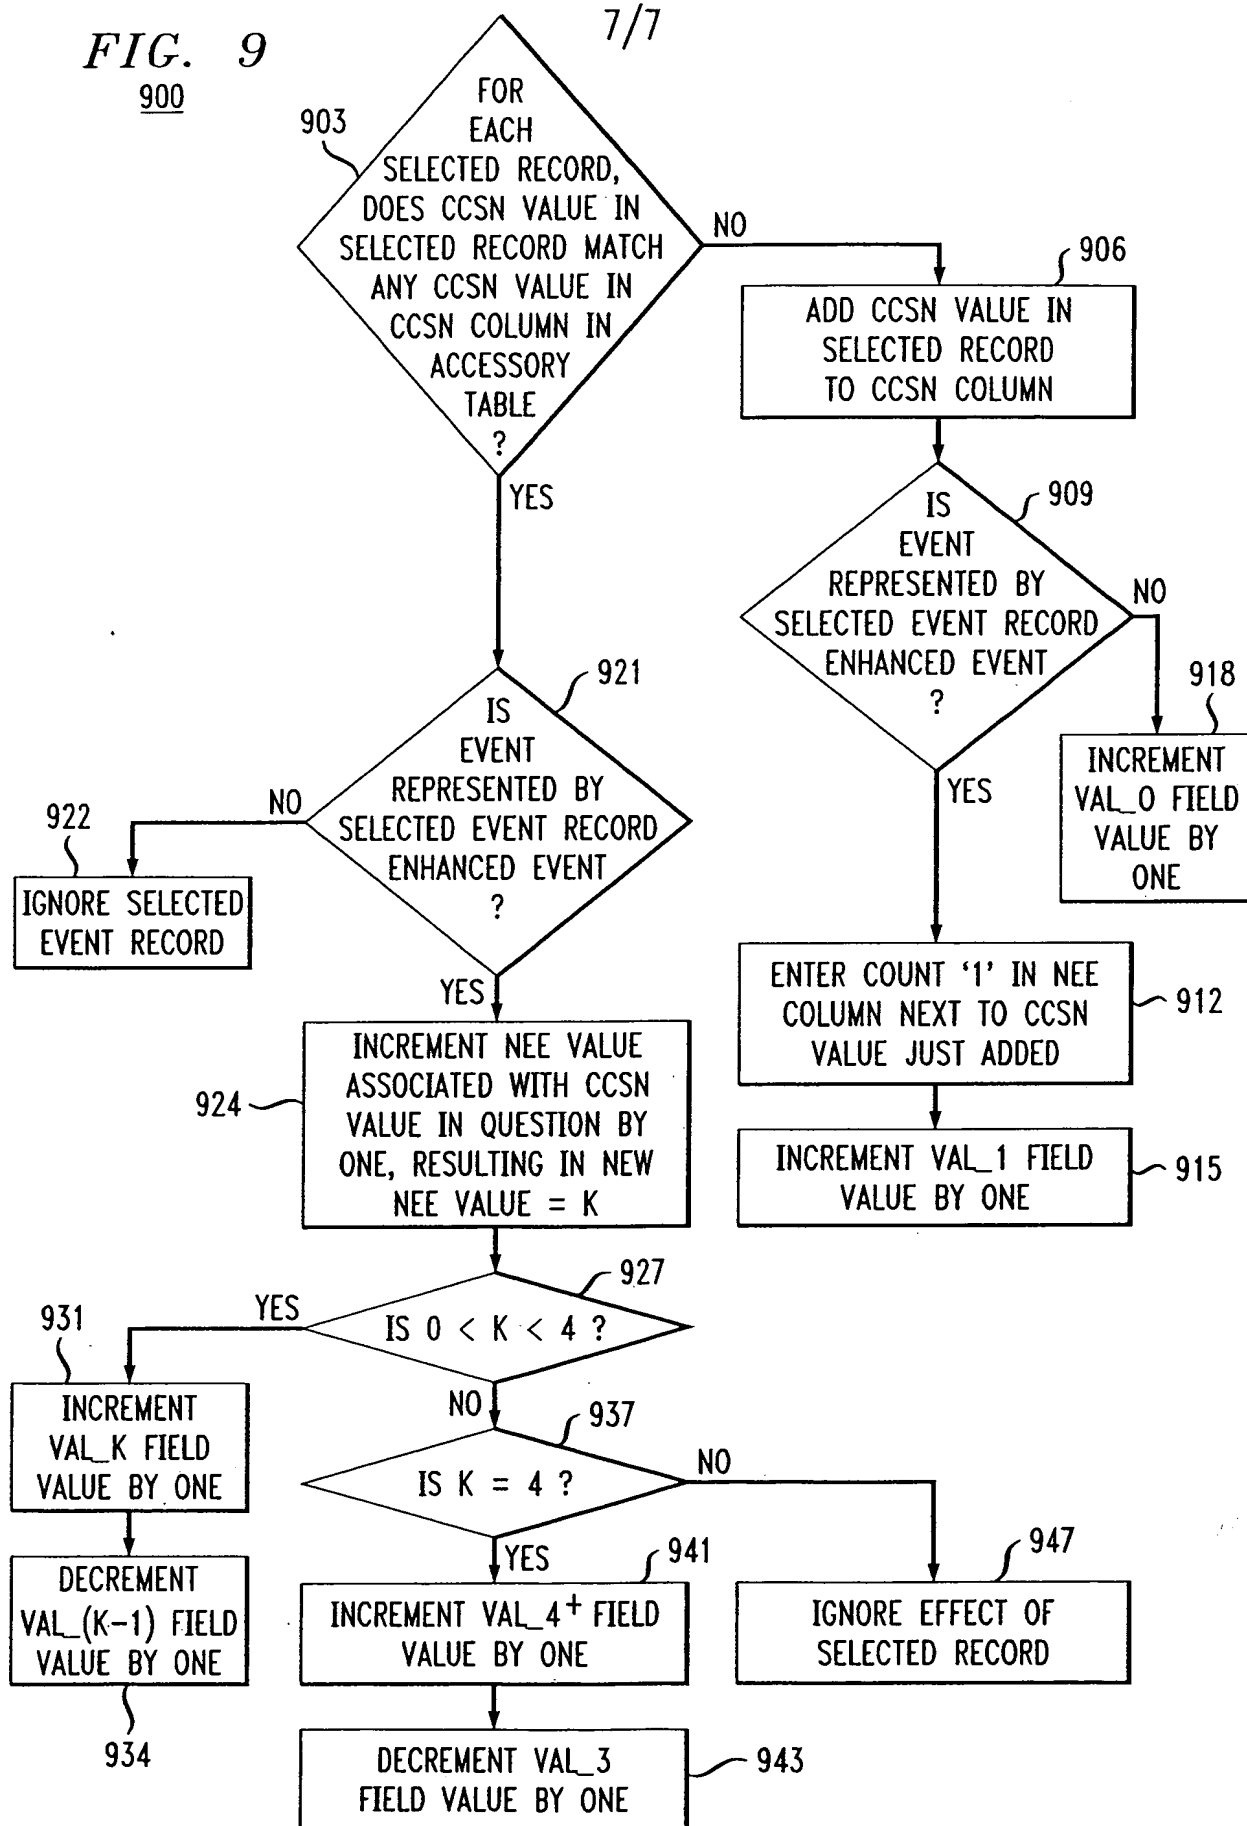 7/7
FIG. 9
900
903
FOR
EACH
SELECTED RECORD,
DOES CCSN VALUE IN
SELECTED RECORD MATCH
ANY CCSN VALUE IN
CCSN COLUMN IN
ACCESSORY
TABLE
?
NO
YES
906
ADD CCSN VALUE IN
SELECTED RECORD
TO CCSN COLUMN
909
IS
EVENT
REPRESENTED BY
SELECTED EVENT RECORD
ENHANCED EVENT
?
NO
YES
918
INCREMENT
VAL_0 FIELD
VALUE BY
ONE
912
ENTER COUNT ‘1’ IN NEE
COLUMN NEXT TO CCSN
VALUE JUST ADDED
915
INCREMENT VAL_1 FIELD
VALUE BY ONE
921
IS
EVENT
REPRESENTED BY
SELECTED EVENT RECORD
ENHANCED EVENT
?
NO
YES
922
IGNORE SELECTED
EVENT RECORD
924
INCREMENT NEE VALUE
ASSOCIATED WITH CCSN
VALUE IN QUESTION BY
ONE, RESULTING IN NEW
NEE VALUE = K
927
IS 0 < K < 4 ?
YES
NO
931
INCREMENT
VAL_K FIELD
VALUE BY ONE
DECREMENT
VAL_(K-1) FIELD
VALUE BY ONE
934
937
IS K = 4 ?
NO
YES
941
INCREMENT VAL_4+ FIELD
VALUE BY ONE
943
DECREMENT VAL_3
FIELD VALUE BY ONE
947
IGNORE EFFECT OF
SELECTED RECORD